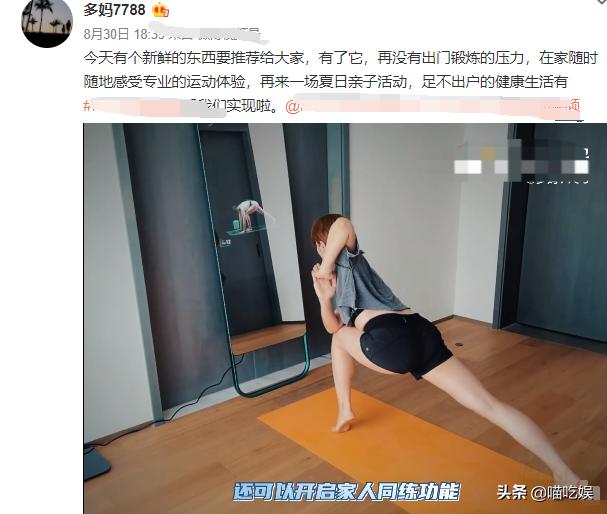 多妈7788
8月30日 18:35 来自
今天有个新鲜的东西要推荐给大家，有了它，再没有出门锻炼的压力，在家随时
随地感受专业的运动体验，再来一场夏日亲子活动，足不出户的健康生活有
#
我们实现啦。@
还可以开启家人同练功能
头条 @喵吃娱